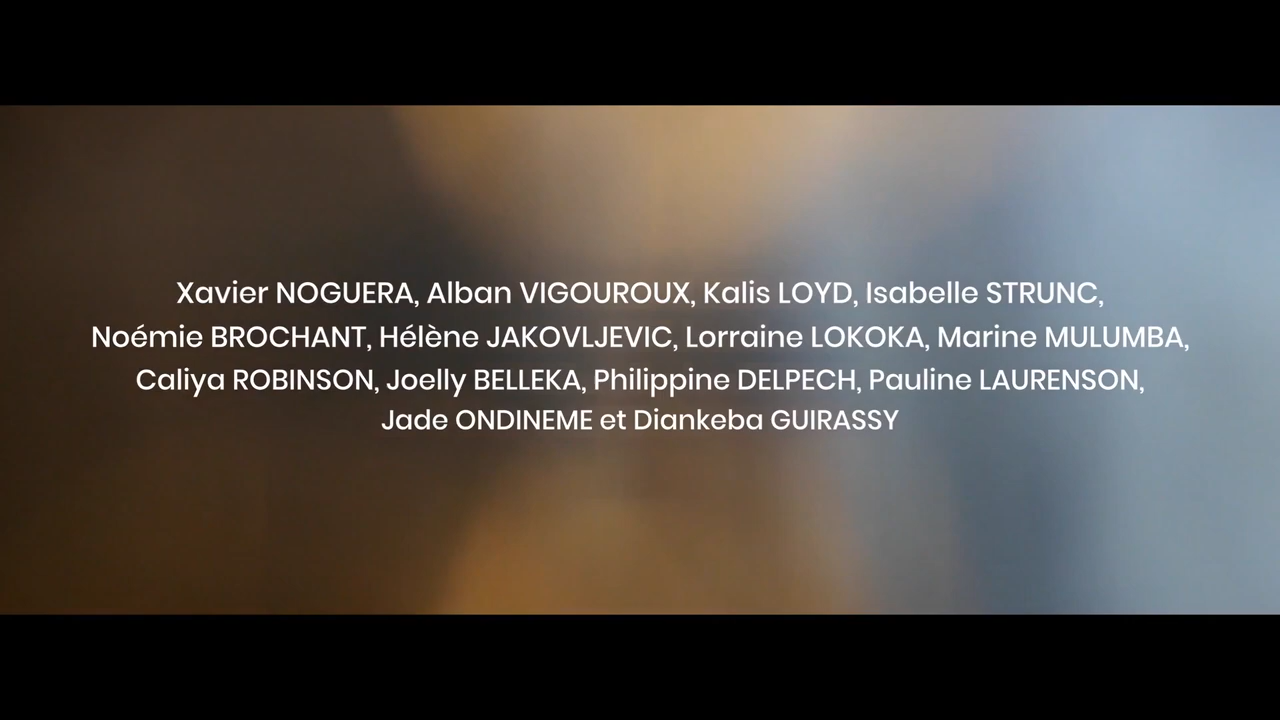 Xavier NOGUERA, Alban VIGOUROUX, Kalis LOYD, Isabelle STRUNC,
Noémie BROCHANT, Hélène JAKOVLJEVIC, Lorraine LOKOKA, Marine MULUMBA,
Caliya ROBINSON, Joelly BELLEKA, Philippine DELPECH, Pauline LAURENSON,
Jade ONDINEME et Diankeba GUIRASSY